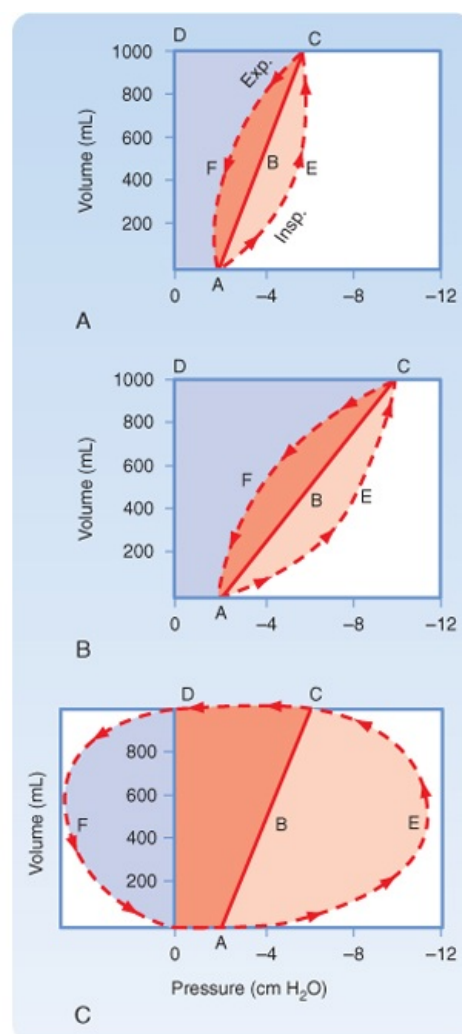 D
C
1000
Exp.
800
600
B
F
E
400
Volume (mL)
Insp.
200
A
0
−4
−8
−12
A
D
C
1000
800
F
600
B
E
400
Volume (mL)
200
A
0
−4
−8
−12
B
D
C
800
600
F
B
E
400
Volume (mL)
200
A
0
−4
−8
−12
Pressure (cm H₂O)
C